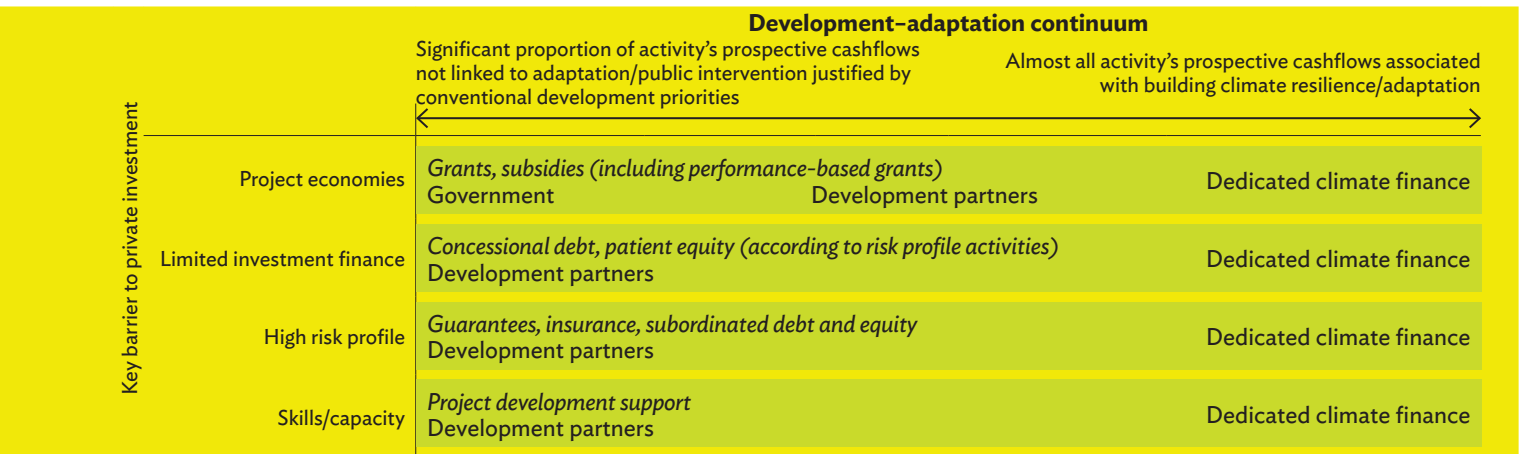 Development–adaptation continuum
Significant proportion of activity's prospective cashflows
not linked to adaptation/public intervention justified by
conventional development priorities
Almost all activity's prospective cashflows associated
with building climate resilience/adaptation
Key barrier to private investment
Project economies
Grants, subsidies (including performance-based grants)
Government Development partners Dedicated climate finance
Limited investment finance
Concessional debt, patient equity (according to risk profile activities)
Development partners Dedicated climate finance
High risk profile
Guarantees, insurance, subordinated debt and equity
Development partners Dedicated climate finance
Skills/capacity
Project development support
Development partners Dedicated climate finance